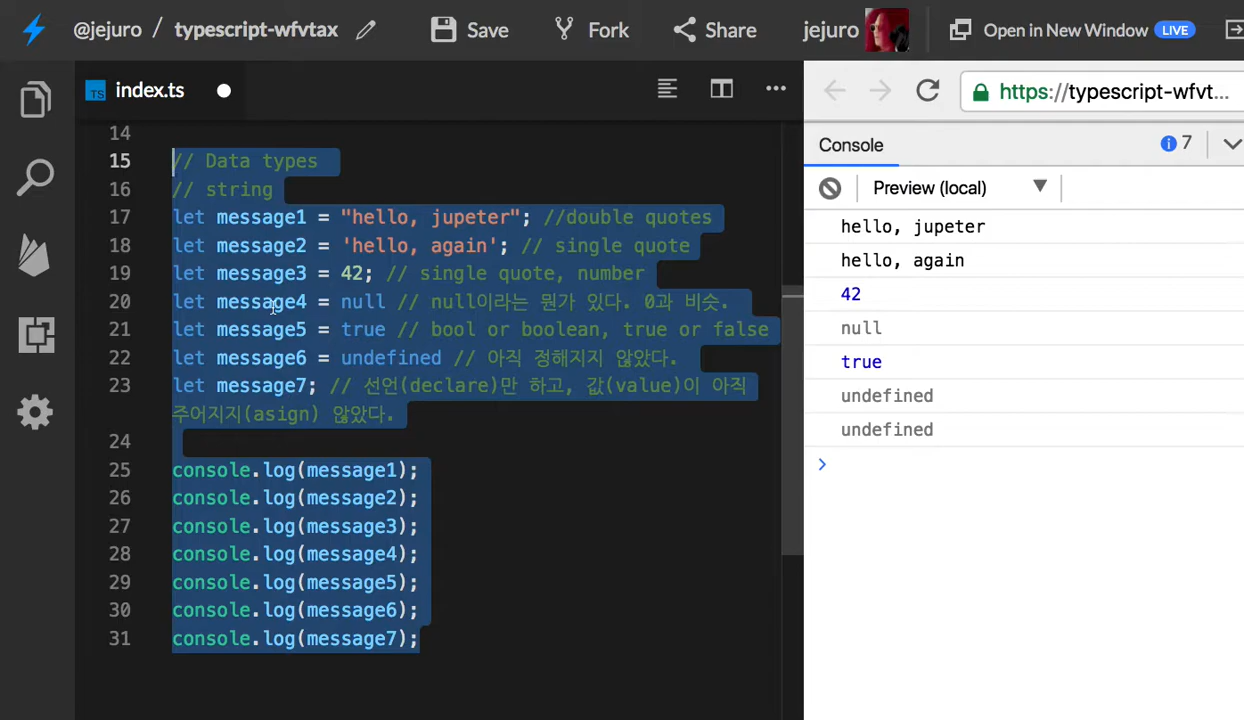 @jejuro / typescript-wfvtax Save Fork Share jejuro Open in New Window LIVE
TS index.ts
https://typescript-wfvt...
Console 7
Preview (local)
14
15 // Data types
16 // string
17 let message1 = "hello, jupeter"; //double quotes
18 let message2 = 'hello, again'; // single quote
19 let message3 = 42; // single quote, number
20 let message4 = null // null이라는 뭔가 있다. 0과 비슷.
21 let message5 = true // bool or boolean, true or false
22 let message6 = undefined // 아직 정해지지 않았다.
23 let message7; // 선언(declare)만 하고, 값(value)이 아직
주어지지(asign) 않았다.
24
25 console.log(message1);
26 console.log(message2);
27 console.log(message3);
28 console.log(message4);
29 console.log(message5);
30 console.log(message6);
31 console.log(message7);
hello, jupeter
hello, again
42
null
true
undefined
undefined